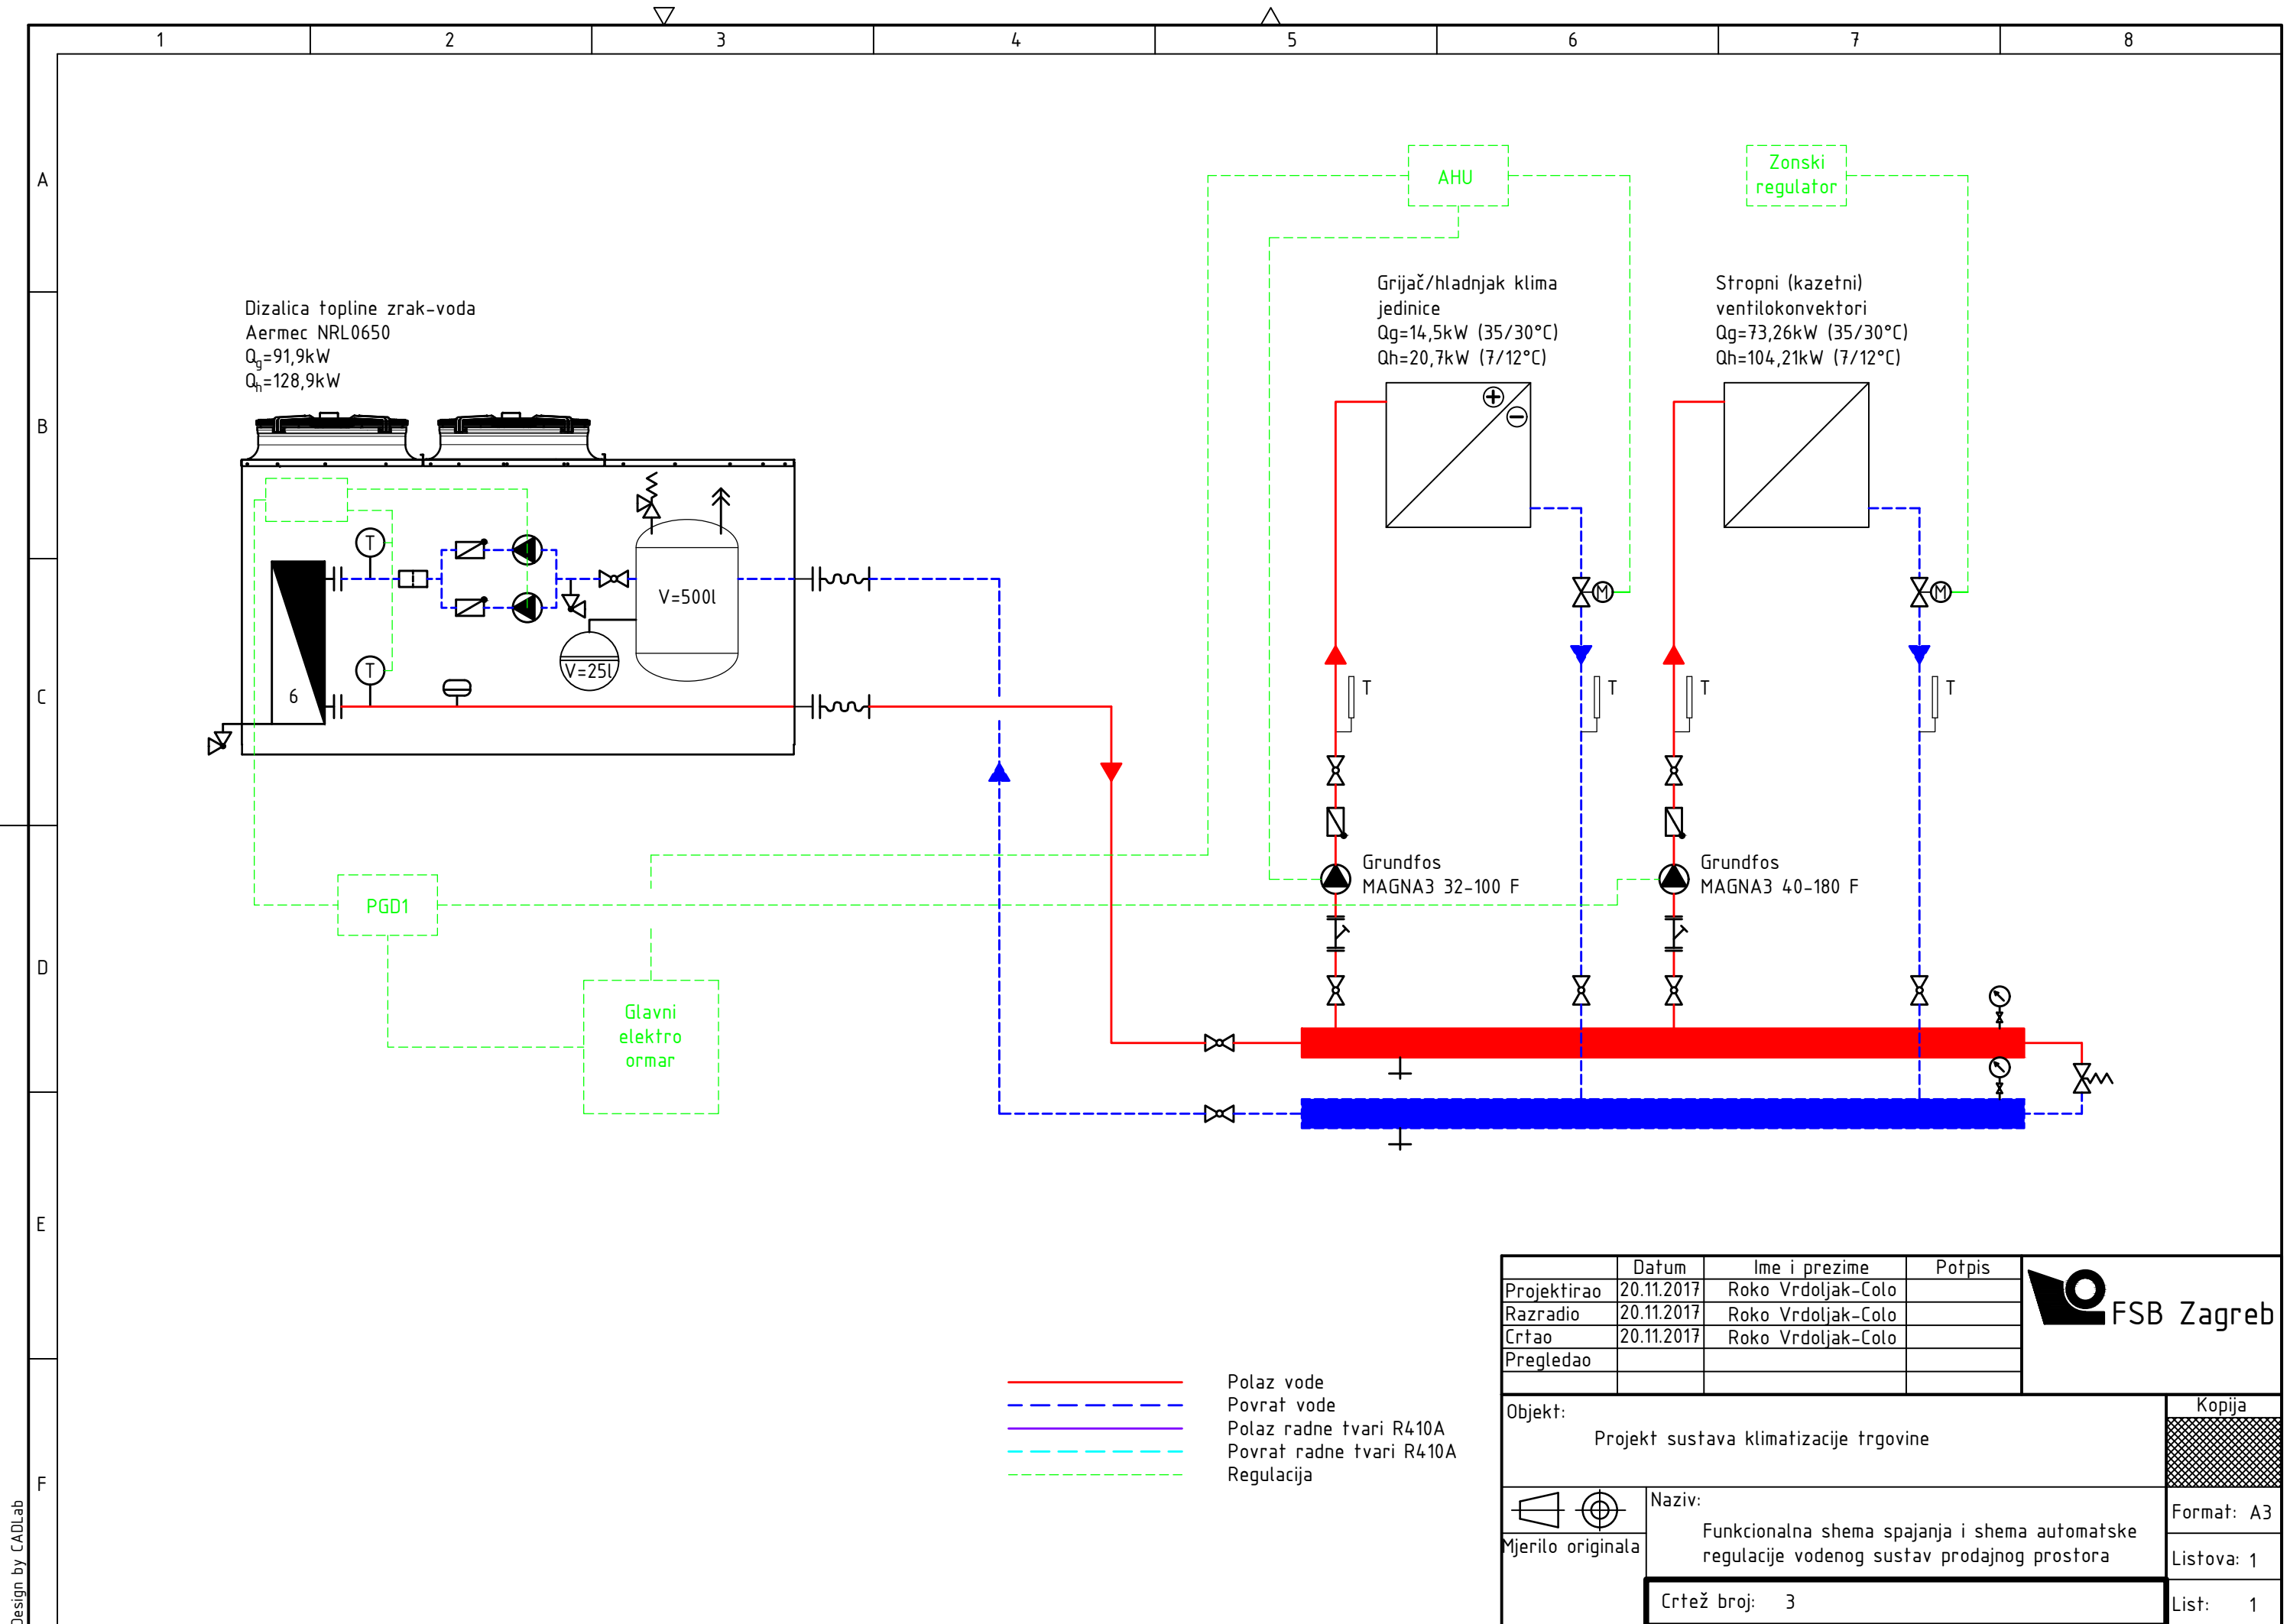 1 2 3 4 5 6 7 8
A
B
C
D
E
F
AHU
Zonski
regulator
Dizalica topline zrak-voda
Aermec NRL0650
Qg=91,9kW
Qh=128,9kW
Grijač/hladnjak klima
jedinice
Qg=14,5kW (35/30°C)
Qh=20,7kW (7/12°C)
Stropni (kazetni)
ventilokonvektori
Qg=73,26kW (35/30°C)
Qh=104,21kW (7/12°C)
T
T
6
V=500l
V=25l
M
M
T
T
T
T
Grundfos
MAGNA3 32-100 F
Grundfos
MAGNA3 40-180 F
PGD1
Glavni
elektro
ormar
Polaz vode
Povrat vode
Polaz radne tvari R410A
Povrat radne tvari R410A
Regulacija
Datum Ime i prezime Potpis
Projektirao 20.11.2017 Roko Vrdoljak-Colo
Razradio 20.11.2017 Roko Vrdoljak-Colo
Crtao 20.11.2017 Roko Vrdoljak-Colo
Pregledao
FSB Zagreb
Objekt:
Projekt sustava klimatizacije trgovine
Kopija
Naziv:
Funkcionalna shema spajanja i shema automatske
regulacije vodenog sustav prodajnog prostora
Mjerilo originala
Format: A3
Listova: 1
Crtež broj: 3
List: 1
Design by CADLab